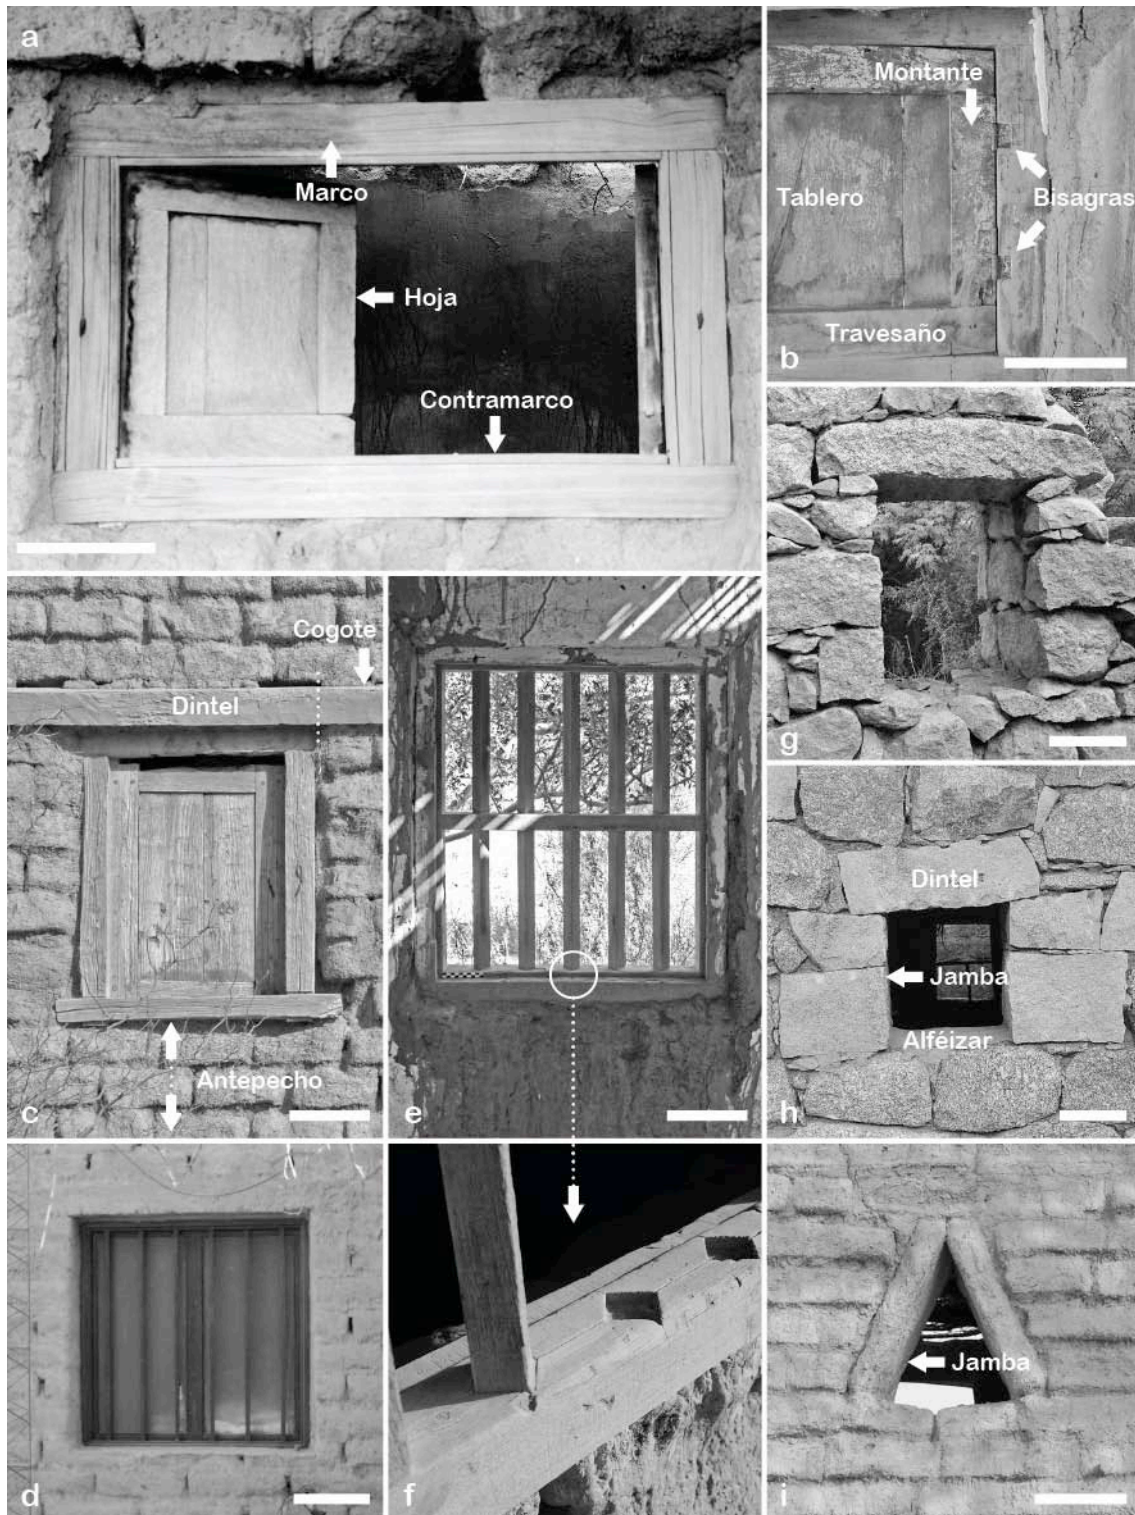 a
Marco
Hoja
Contramarco
Montante
Tablero
Bisagras
Travesaño
b
Cogote
Dintel
Antepecho
c
e
g
Dintel
Jamba
Alféizar
h
d
f
Jamba
i